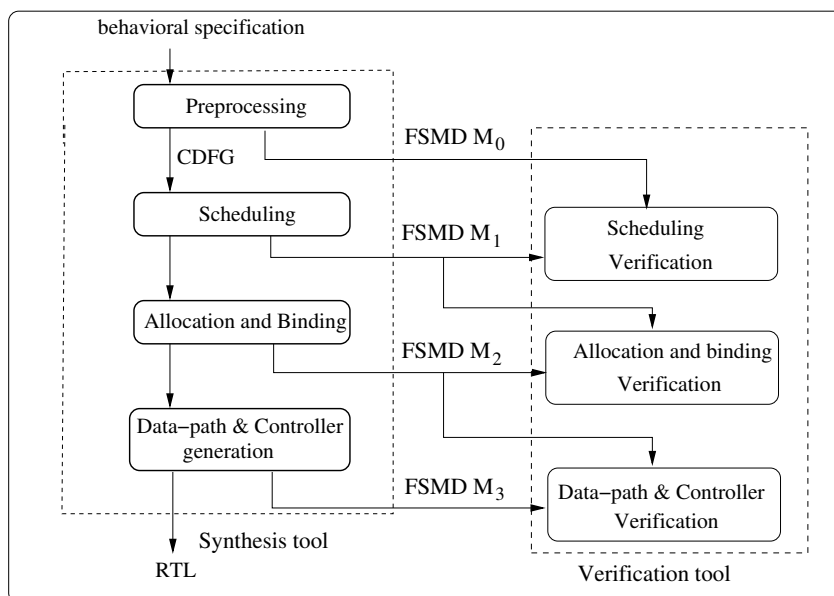 behavioral specification
Preprocessing
CDFG
FSMD M0
Scheduling
FSMD M1
Scheduling
Verification
Allocation and Binding
FSMD M2
Allocation and binding
Verification
Data-path & Controller
generation
FSMD M3
Data-path & Controller
Verification
Synthesis tool
RTL
Verification tool